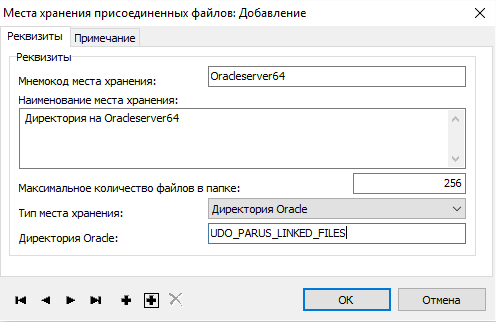 Места хранения присоединенных файлов: Добавление
Реквизиты Примечание
Реквизиты
Мнемокод места хранения: Oracleserver64
Наименование места хранения:
Директория на Oracleserver64
Максимальное количество файлов в папке: 256
Тип места хранения: Директория Oracle
Директория Oracle: UDO_PARUS_LINKED_FILES
OK Отмена